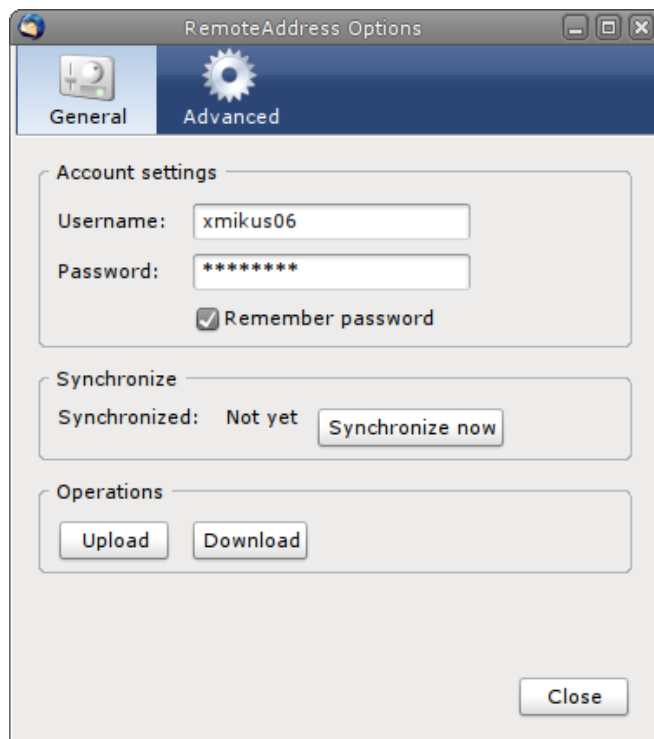 RemoteAddress Options
General
Advanced
Account settings
Username: xmikus06
Password: ********
Remember password
Synchronize
Synchronized: Not yet Synchronize now
Operations
Upload Download
Close